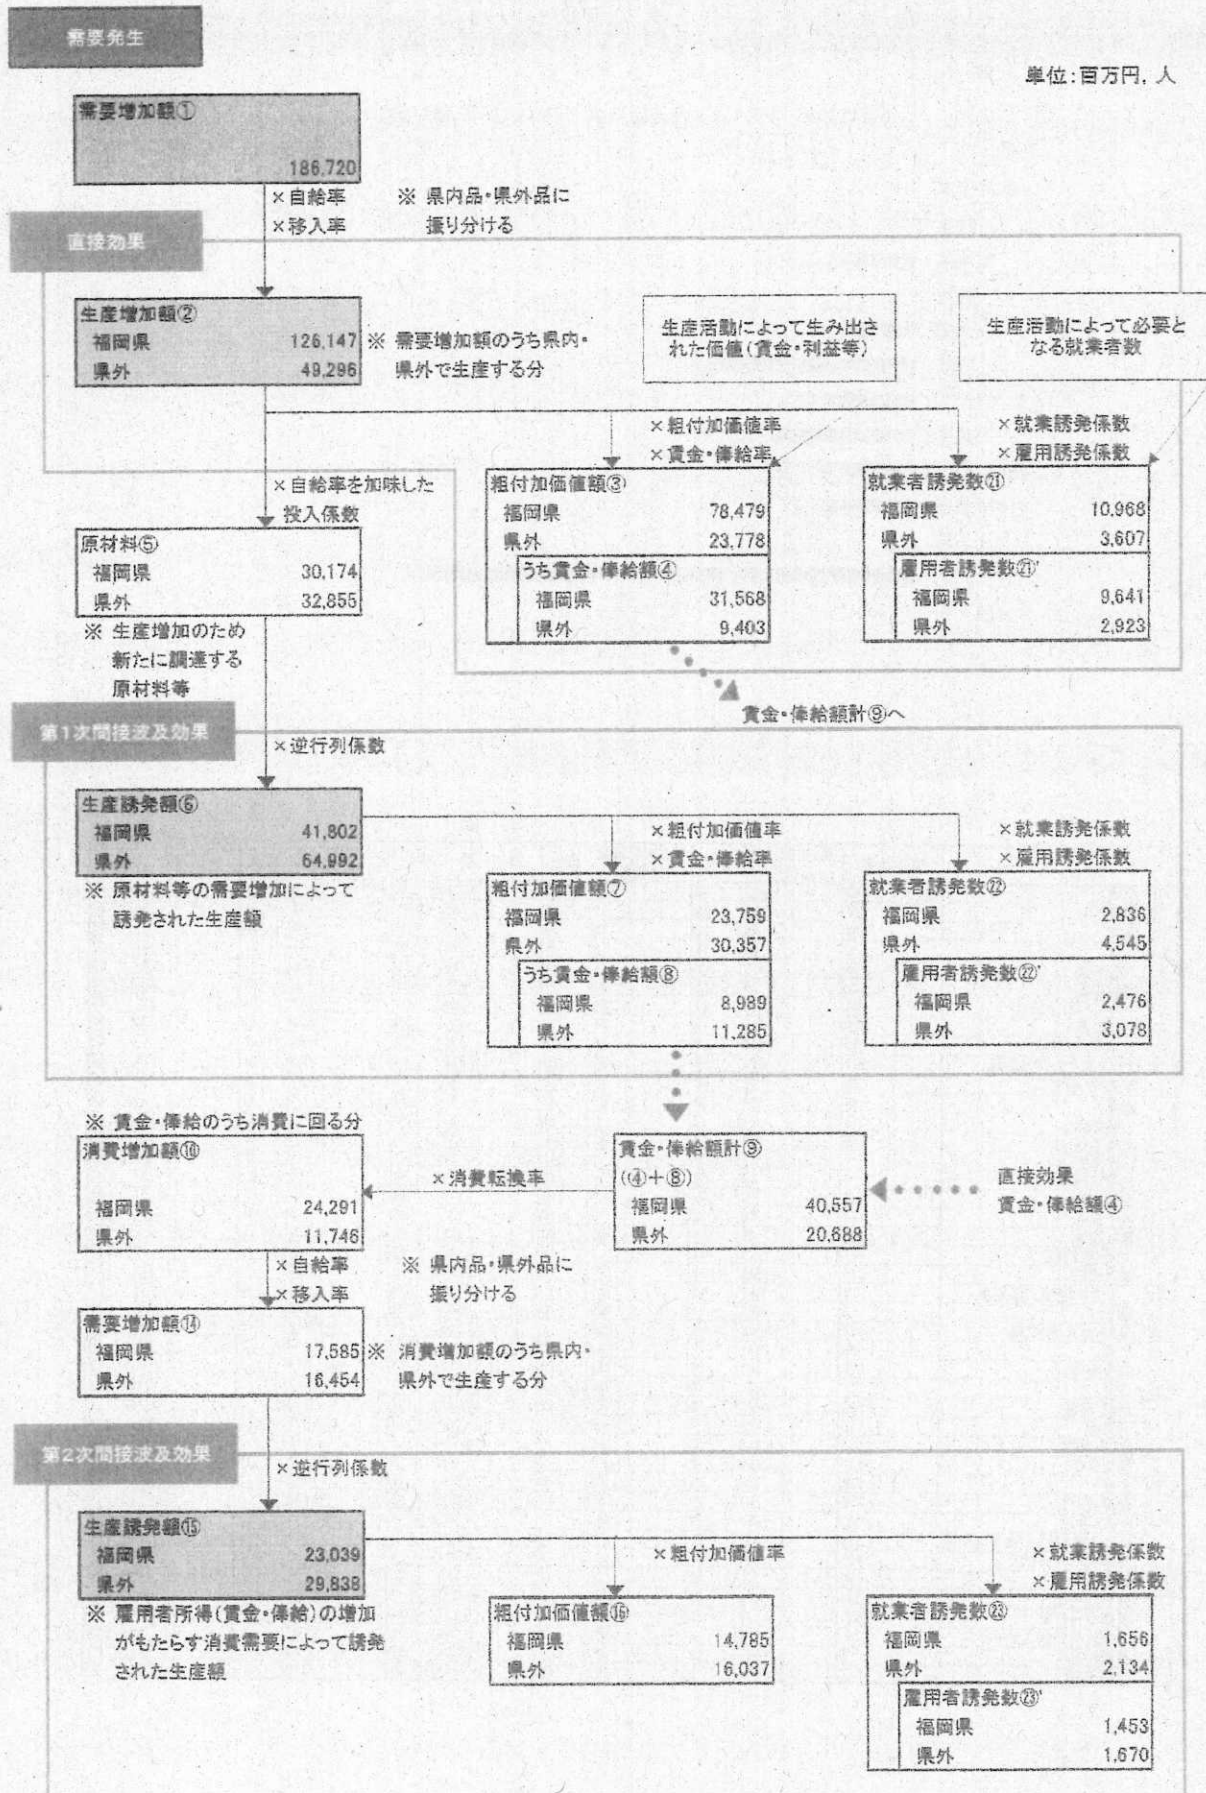 需要発生
単位:百万円, 人
需要増加額①
186,720
×自給率
×移入率
※ 県内品・県外品に
振り分ける
直接効果
生産増加額②
福岡県 126,147
県外 49,296
※ 需要増加額のうち県内・
県外で生産する分
生産活動によって生み出さ
れた価値(賃金・利益等)
生産活動によって必要と
なる就業者数
×粗付加価値率
×賃金・俸給率
×就業誘発係数
×雇用誘発係数
×自給率を加味した
投入係数
粗付加価値額③
福岡県 78,479
県外 23,778
うち賃金・俸給額④
福岡県 31,568
県外 9,403
就業者誘発数㉑
福岡県 10,968
県外 3,607
雇用者誘発数㉑'
福岡県 9,641
県外 2,923
原材料⑤
福岡県 30,174
県外 32,855
※ 生産増加のため
新たに調達する
原材料等
賃金・俸給額計⑨へ
第1次間接波及効果
×逆行列係数
生産誘発額⑥
福岡県 41,802
県外 64,992
※ 原材料等の需要増加によって
誘発された生産額
×粗付加価値率
×賃金・俸給率
×就業誘発係数
×雇用誘発係数
粗付加価値額⑦
福岡県 23,759
県外 30,357
うち賃金・俸給額⑧
福岡県 8,989
県外 11,285
就業者誘発数㉒
福岡県 2,836
県外 4,545
雇用者誘発数㉒'
福岡県 2,476
県外 3,078
※ 賃金・俸給のうち消費に回る分
消費増加額⑩
福岡県 24,291
県外 11,746
×消費転換率
賃金・俸給額計⑨
(④+⑧)
福岡県 40,557
県外 20,688
直接効果
賃金・俸給額④
×自給率
×移入率
※ 県内品・県外品に
振り分ける
需要増加額⑭
福岡県 17,585
県外 16,454
※ 消費増加額のうち県内・
県外で生産する分
第2次間接波及効果
×逆行列係数
生産誘発額⑮
福岡県 23,039
県外 29,838
※ 雇用者所得(賃金・俸給)の増加
がもたらす消費需要によって誘発
された生産額
×粗付加価値率
×就業誘発係数
×雇用誘発係数
粗付加価値額⑯
福岡県 14,785
県外 16,037
就業者誘発数㉓
福岡県 1,656
県外 2,134
雇用者誘発数㉓'
福岡県 1,453
県外 1,670